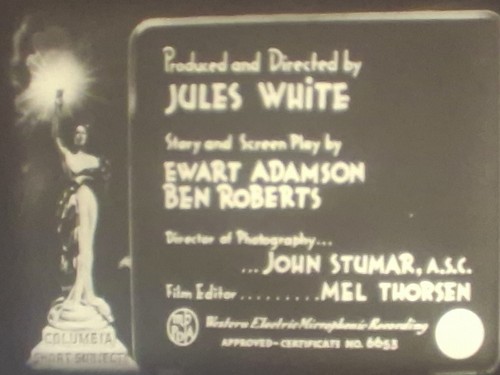 Produced and Directed by
JULES WHITE
Story and Screen Play by
EWART ADAMSON
BEN ROBERTS
Director of Photography...
...JOHN STUMAR, A.S.C.
Film Editor.........MEL THORSEN
Western Electric Microphonic Recording
APPROVED-CERTIFICATE NO. 6653
COLUMBIA
SHORT SUBJECT